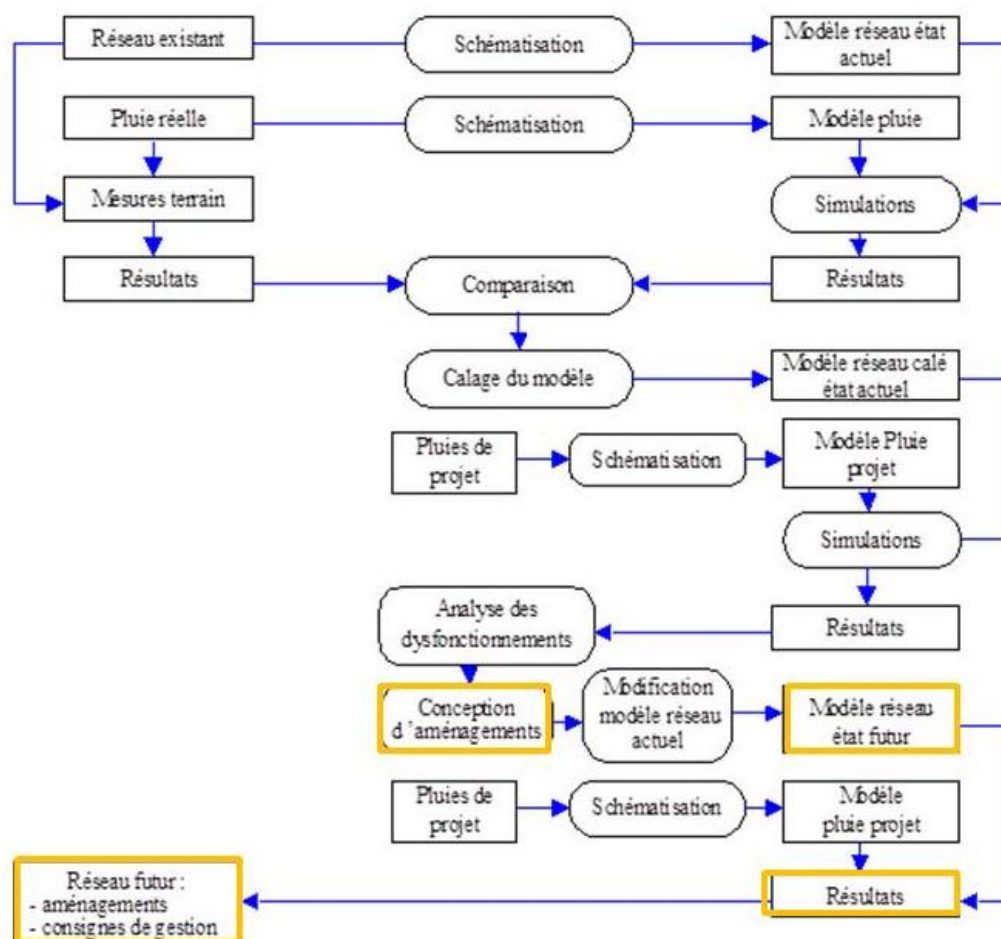 Réseau existant
Schématisation
Modèle réseau état
actuel
Pluie réelle
Schématisation
Modèle pluie
Mesures terrain
Simulations
Résultats
Comparaison
Résultats
Calage du modèle
Modèle réseau calé
état actuel
Pluies de
projet
Schématisation
Modèle Pluie
projet
Simulations
Analyse des
dysfonctionnements
Résultats
Conception
d'aménagements
Modification
modèle réseau
actuel
Modèle réseau
état futur
Pluies de
projet
Schématisation
Modèle
pluie projet
Réseau futur :
- aménagements
- consignes de gestion
Résultats